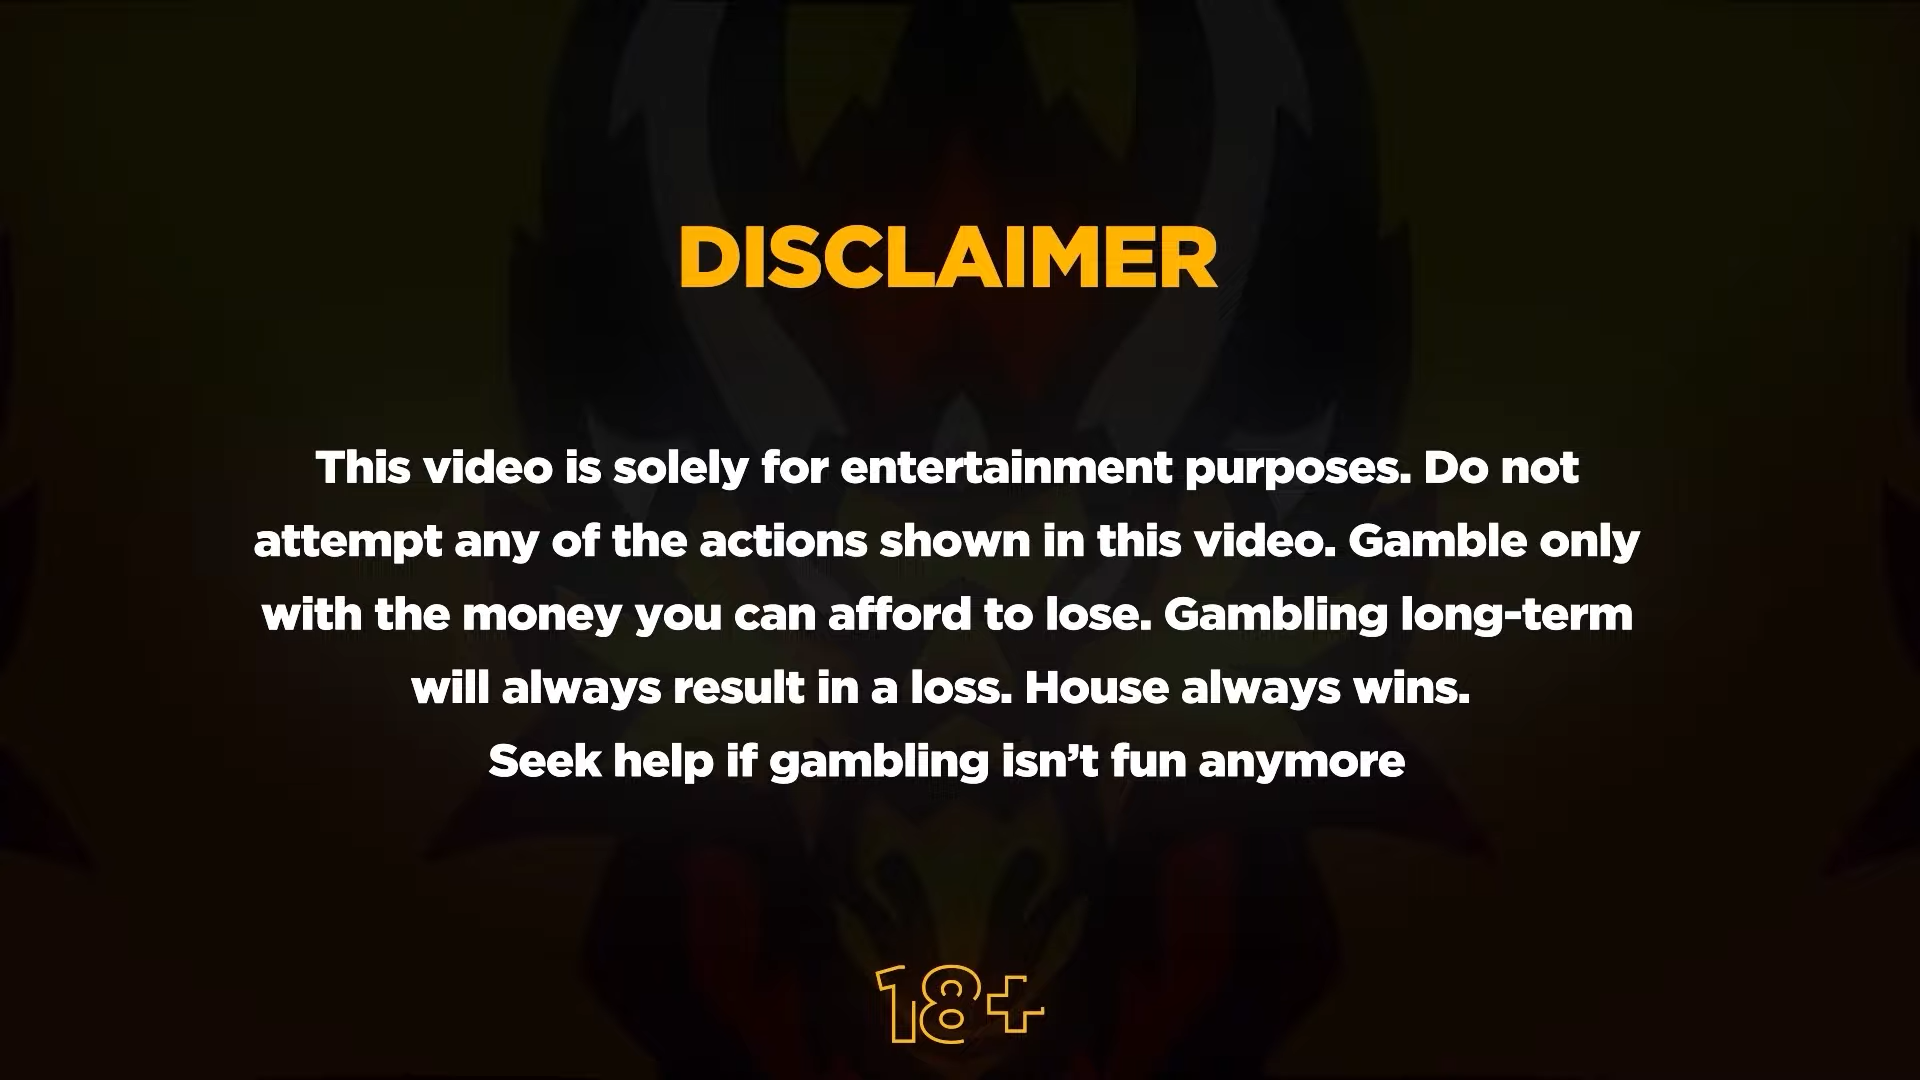 DISCLAIMER
This video is solely for entertainment purposes. Do not
attempt any of the actions shown in this video. Gamble only
with the money you can afford to lose. Gambling long-term
will always result in a loss. House always wins.
Seek help if gambling isn’t fun anymore
18+